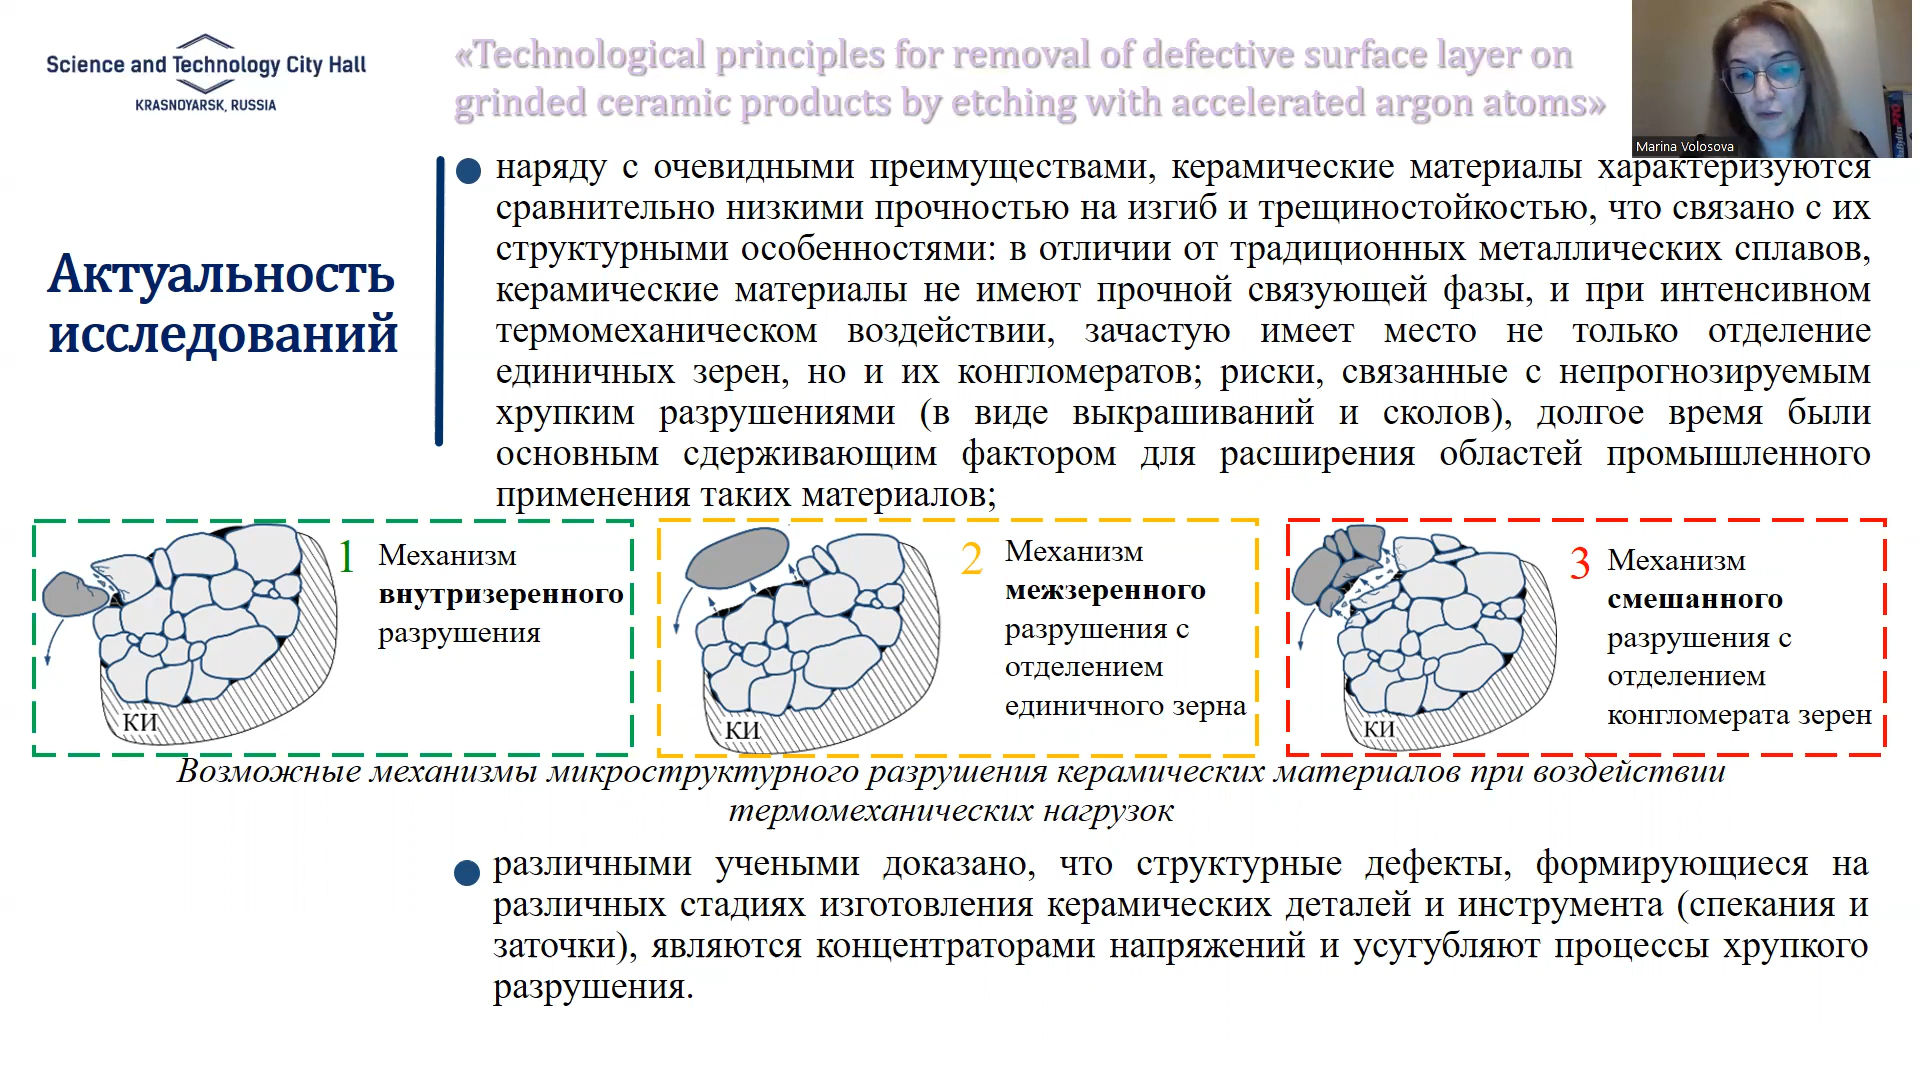 Science and Technology City Hall
KRASNOYARSK, RUSSIA
«Technological principles for removal of defective surface layer on
grinded ceramic products by etching with accelerated argon atoms»
Marina Volosova
Актуальность
исследований
наряду с очевидными преимуществами, керамические материалы характеризуются
сравнительно низкими прочностью на изгиб и трещиностойкостью, что связано с их
структурными особенностями: в отличии от традиционных металлических сплавов,
керамические материалы не имеют прочной связующей фазы, и при интенсивном
термомеханическом воздействии, зачастую имеет место не только отделение
единичных зерен, но и их конгломератов; риски, связанные с непрогнозируемым
хрупким разрушениями (в виде выкрашиваний и сколов), долгое время были
основным сдерживающим фактором для расширения областей промышленного
применения таких материалов;
1 Механизм
внутризеренного
разрушения
КИ
2 Механизм
межзеренного
разрушения с
отделением
единичного зерна
КИ
3 Механизм
смешанного
разрушения с
отделением
конгломерата зерен
КИ
Возможные механизмы микроструктурного разрушения керамических материалов при воздействии
термомеханических нагрузок
различными учеными доказано, что структурные дефекты, формирующиеся на
различных стадиях изготовления керамических деталей и инструмента (спекания и
заточки), являются концентраторами напряжений и усугубляют процессы хрупкого
разрушения.